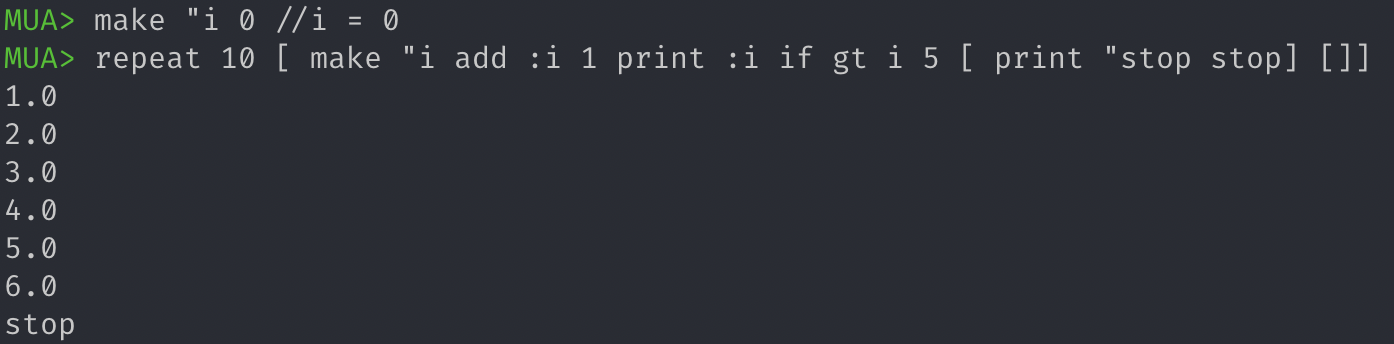 MUA> make "i 0 //i = 0
MUA> repeat 10 [ make "i add :i 1 print :i if gt i 5 [ print "stop stop] []]
1.0
2.0
3.0
4.0
5.0
6.0
stop